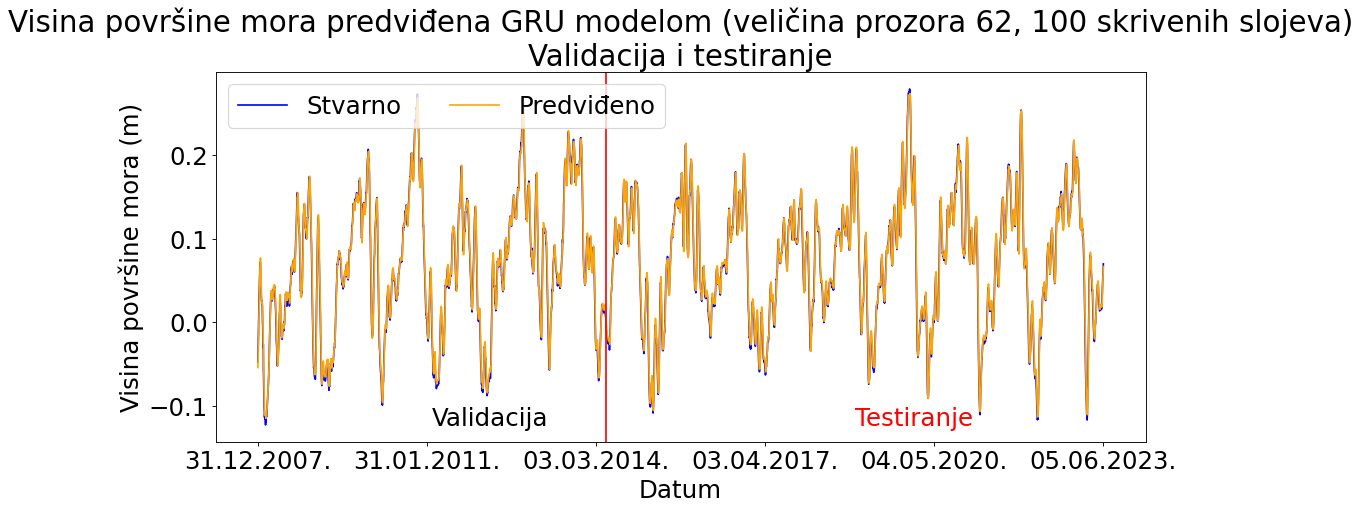 Visina površine mora predviđena GRU modelom (veličina prozora 62, 100 skrivenih slojeva)
Validacija i testiranje
Stvarno
Predviđeno
Visina površine mora (m)
0.2
0.1
0.0
−0.1
Validacija
Testiranje
31.12.2007.
31.01.2011.
03.03.2014.
03.04.2017.
04.05.2020.
05.06.2023.
Datum